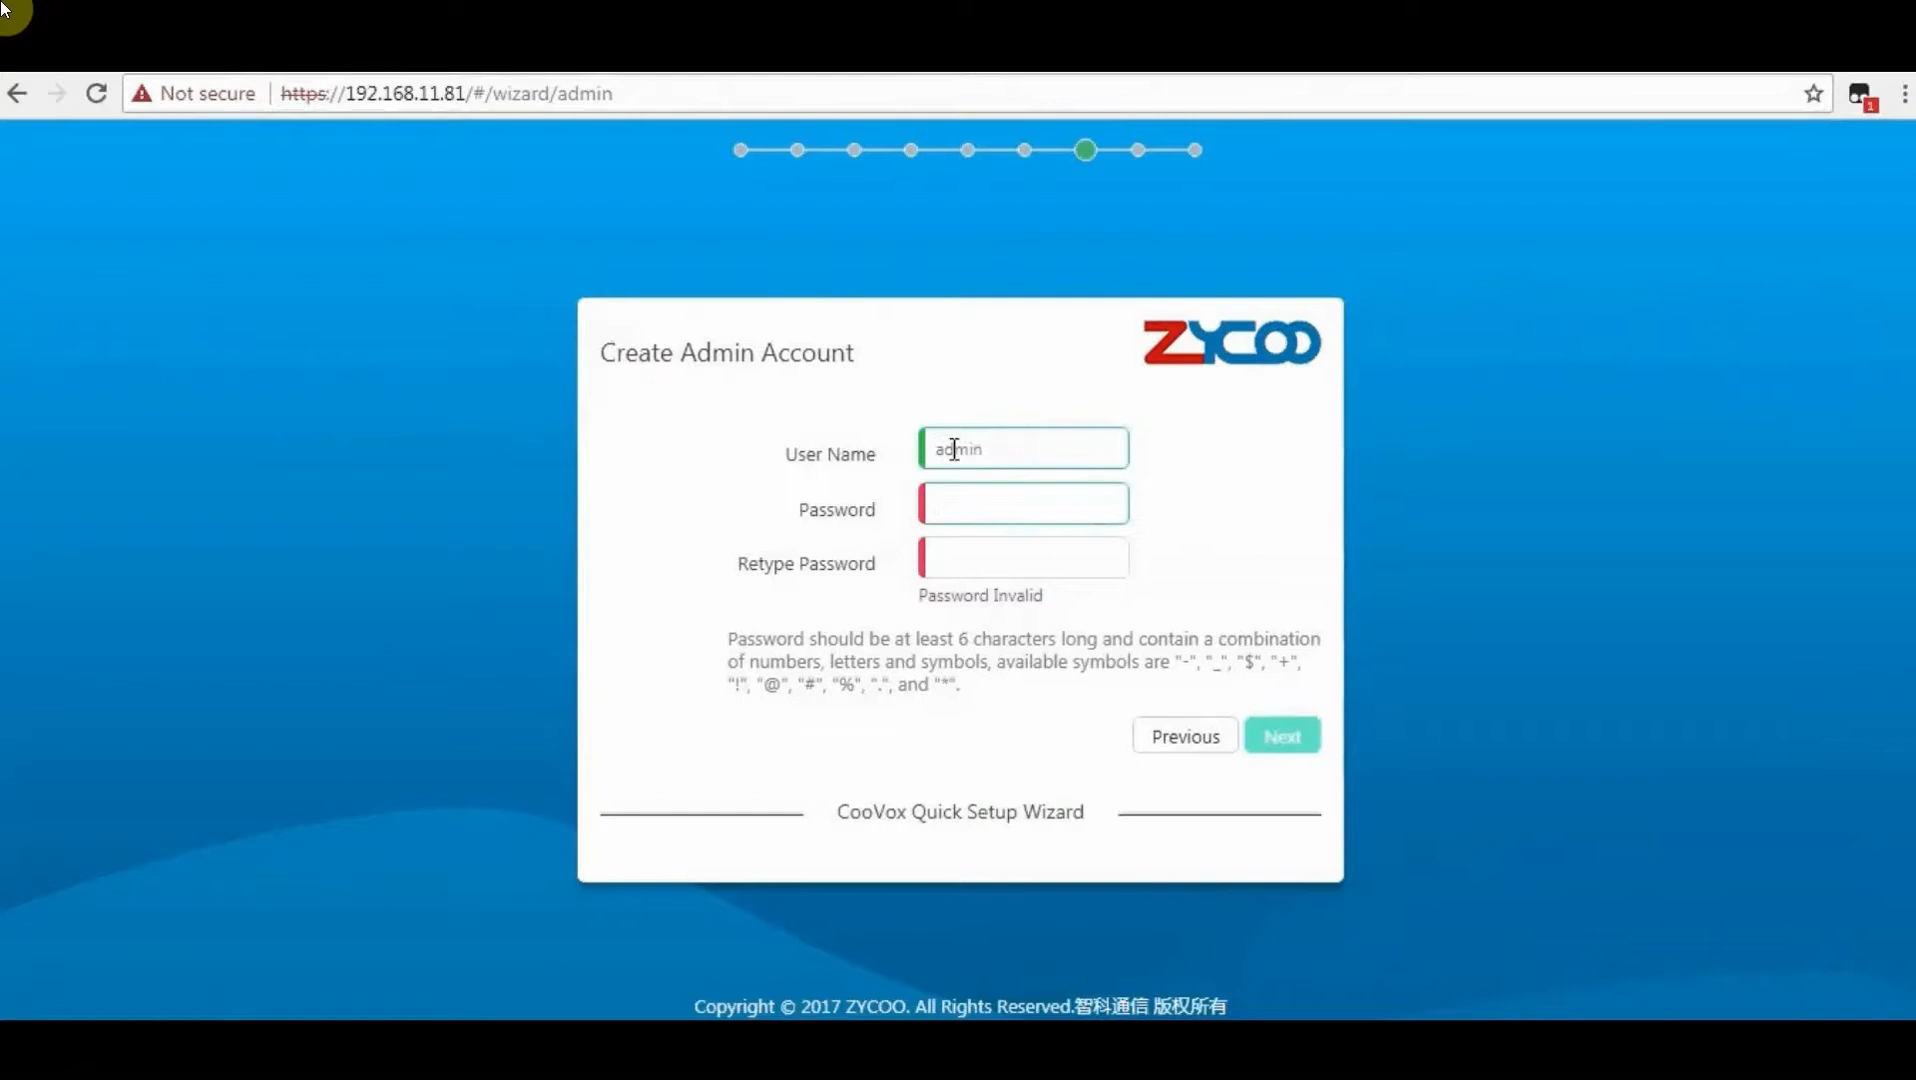 Not secure https://192.168.11.81/#/wizard/admin
1
Create Admin Account
ZYCOO
User Name
admin
Password
Retype Password
Password Invalid
Password should be at least 6 characters long and contain a combination
of numbers, letters and symbols, available symbols are "-", "_", "$", "+",
"!", "@", "#", "%", ".", and "*".
Previous
Next
CooVox Quick Setup Wizard
Copyright © 2017 ZYCOO. All Rights Reserved.智科通信 版权所有